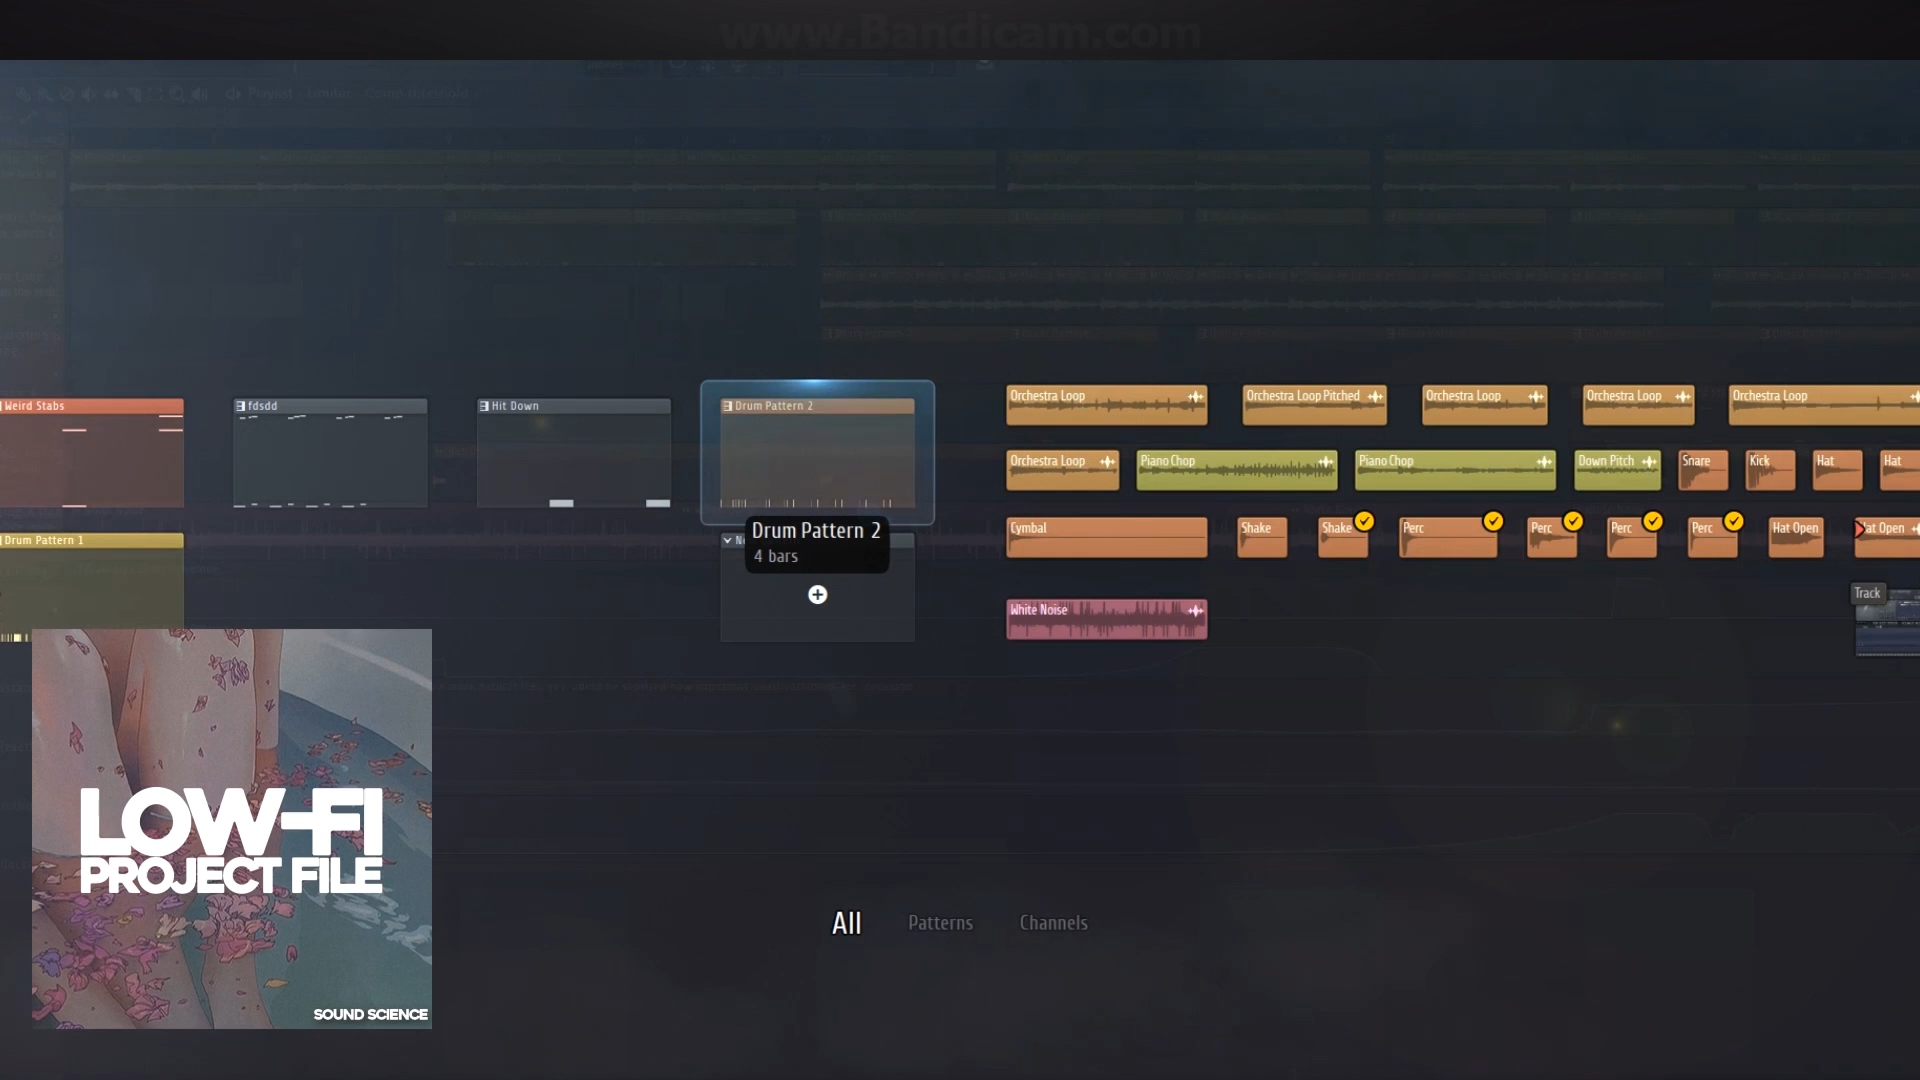 www.Bandicam.com
Weird Stabs
fdsdd
Hit Down
Drum Pattern 2
Orchestra Loop
Orchestra Loop Pitched
Orchestra Loop
Orchestra Loop
Orchestra Loop
Orchestra Loop
Piano Chop
Piano Chop
Down Pitch
Snare
Kick
Hat
Hat
Drum Pattern 1
Drum Pattern 2
4 bars
Cymbal
Shake
Shake
Perc
Perc
Perc
Perc
Hat Open
Hat Open
White Noise
Track
LOW-FI
PROJECT FILE
SOUND SCIENCE
All
Patterns
Channels